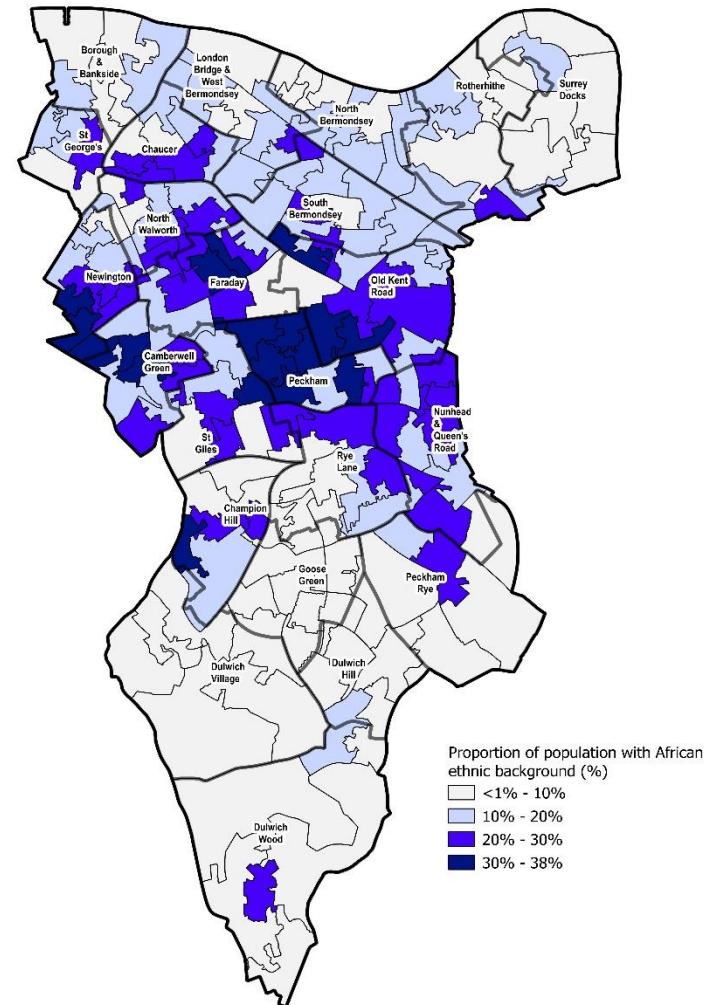 Borough
&
Bankside
London
Bridge &
West
Bermondsey
North
Bermondsey
Rotherhithe
Surrey
Docks
St
George's
Chaucer
South
Bermondsey
North
Walworth
Newington
Faraday
Old Kent
Road
Camberwell
Green
Peckham
St
Giles
Rye
Lane
Nunhead
&
Queen's
Road
Champion
Hill
Goose
Green
Peckham
Rye
Dulwich
Village
Dulwich
Hill
Dulwich
Wood
Proportion of population with African
ethnic background (%)
<1% - 10%
10% - 20%
20% - 30%
30% - 38%